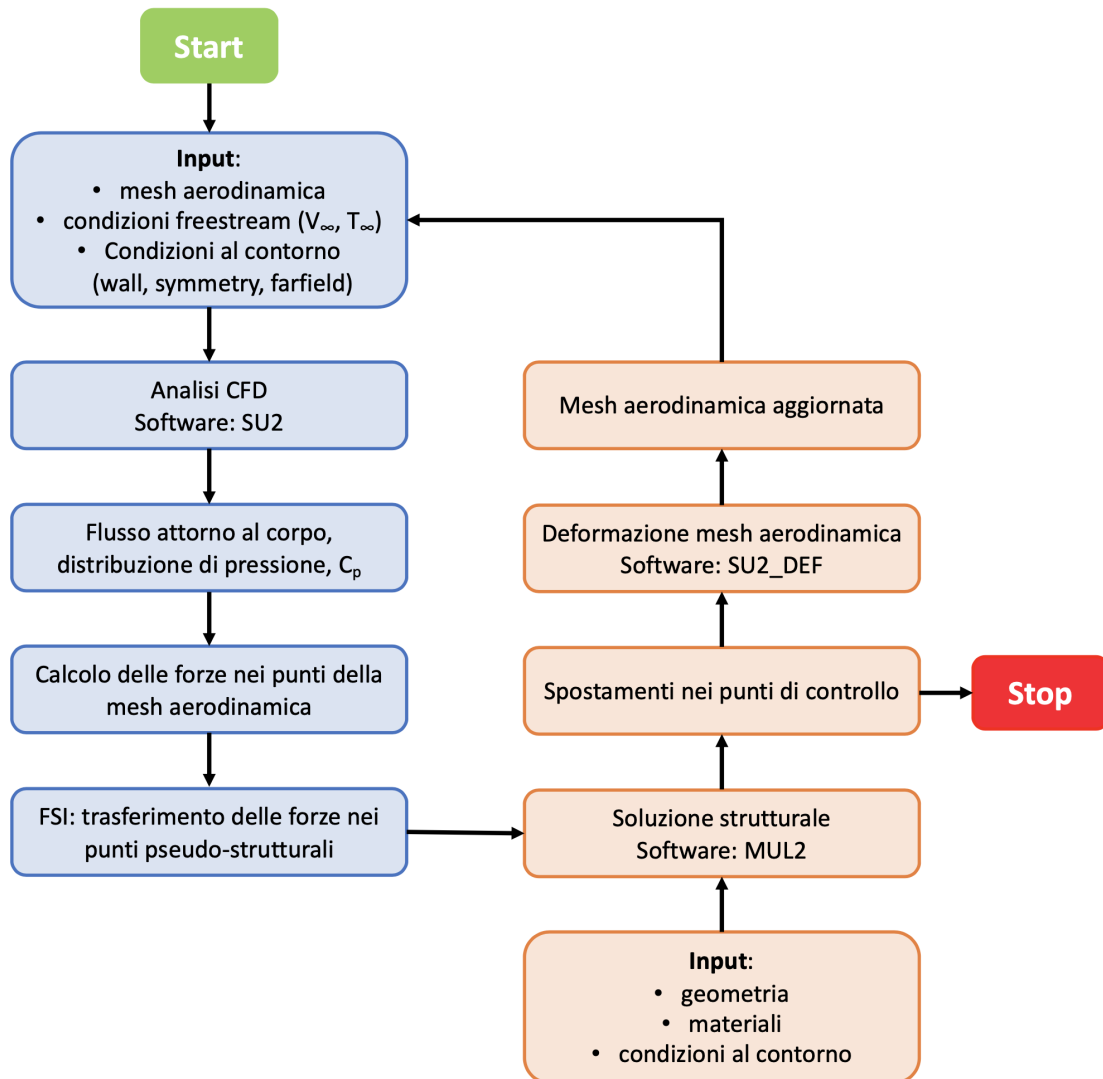 Start
Input:
• mesh aerodinamica
• condizioni freestream (V∞, T∞)
• Condizioni al contorno
(wall, symmetry, farfield)
Analisi CFD
Software: SU2
Flusso attorno al corpo,
distribuzione di pressione, Cp
Calcolo delle forze nei punti della
mesh aerodinamica
FSI: trasferimento delle forze nei
punti pseudo-strutturali
Mesh aerodinamica aggiornata
Deformazione mesh aerodinamica
Software: SU2_DEF
Spostamenti nei punti di controllo
Stop
Soluzione strutturale
Software: MUL2
Input:
• geometria
• materiali
• condizioni al contorno